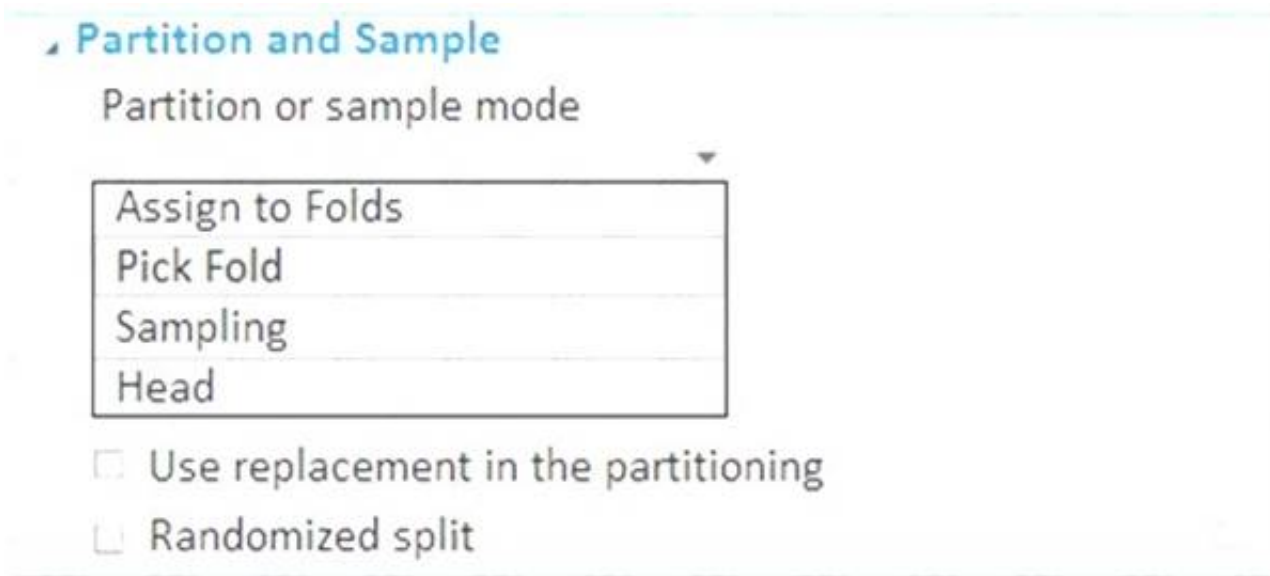 Partition and Sample
Partition or sample mode
Assign to Folds
Pick Fold
Sampling
Head
Use replacement in the partitioning
Randomized split